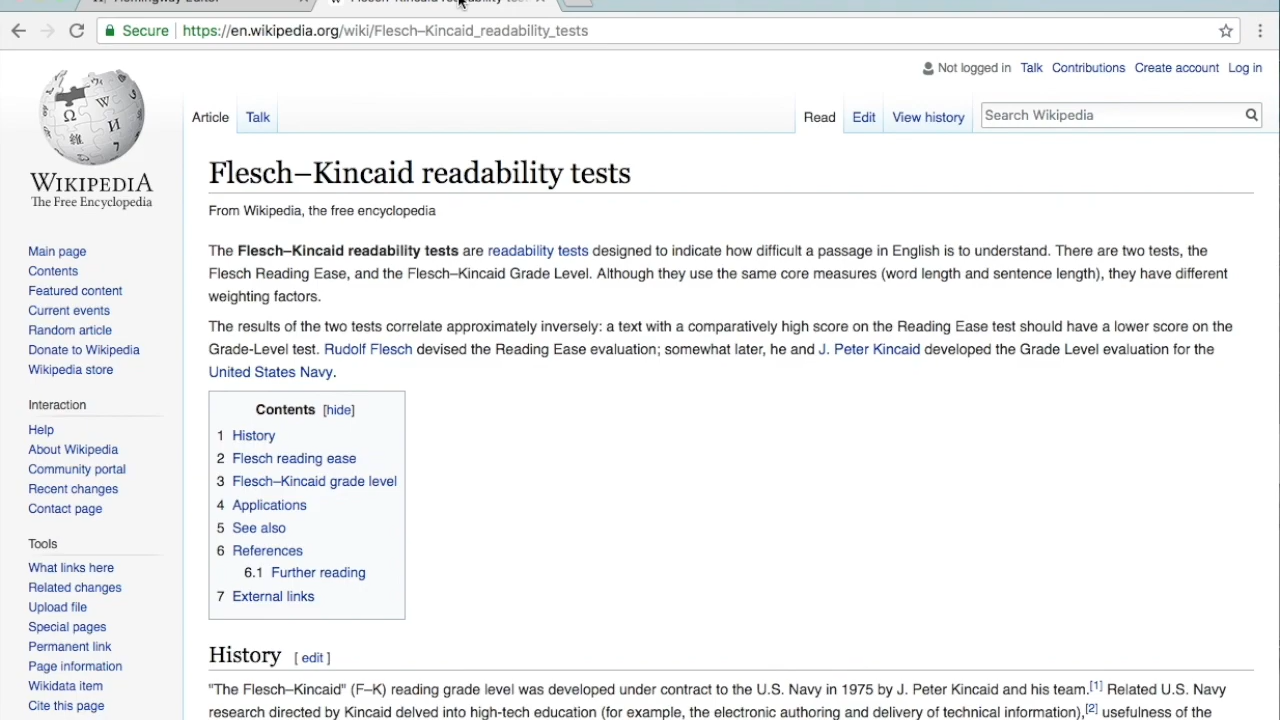 Hemingway Editor
Flesch–Kincaid readability tes
Secure
https://en.wikipedia.org/wiki/Flesch–Kincaid_readability_tests
Not logged in Talk Contributions Create account Log in
Article Talk
Read Edit View history
Search Wikipedia
WIKIPEDIA
The Free Encyclopedia
Main page
Contents
Featured content
Current events
Random article
Donate to Wikipedia
Wikipedia store
Interaction
Help
About Wikipedia
Community portal
Recent changes
Contact page
Tools
What links here
Related changes
Upload file
Special pages
Permanent link
Page information
Wikidata item
Cite this page
Flesch–Kincaid readability tests
From Wikipedia, the free encyclopedia
The Flesch–Kincaid readability tests are readability tests designed to indicate how difficult a passage in English is to understand. There are two tests, the
Flesch Reading Ease, and the Flesch–Kincaid Grade Level. Although they use the same core measures (word length and sentence length), they have different
weighting factors.
The results of the two tests correlate approximately inversely: a text with a comparatively high score on the Reading Ease test should have a lower score on the
Grade-Level test. Rudolf Flesch devised the Reading Ease evaluation; somewhat later, he and J. Peter Kincaid developed the Grade Level evaluation for the
United States Navy.
Contents [hide]
1 History
2 Flesch reading ease
3 Flesch–Kincaid grade level
4 Applications
5 See also
6 References
6.1 Further reading
7 External links
History [ edit ]
"The Flesch–Kincaid" (F–K) reading grade level was developed under contract to the U.S. Navy in 1975 by J. Peter Kincaid and his team.[1] Related U.S. Navy
research directed by Kincaid delved into high-tech education (for example, the electronic authoring and delivery of technical information),[2] usefulness of the